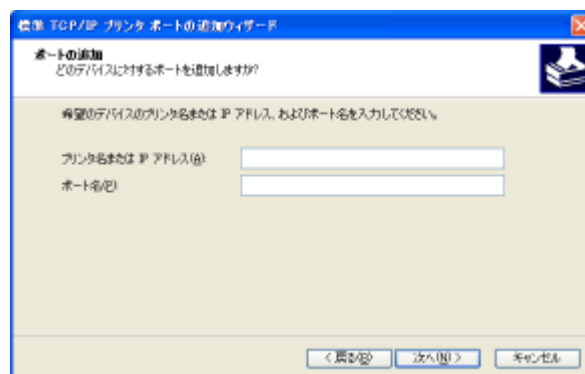 標準 TCP/IP プリンタ ポートの追加ウィザード
ポートの追加
どのデバイスに対するポートを追加しますか?
希望のデバイスのプリンタ名または IP アドレス、およびポート名を入力してください。
プリンタ名または IP アドレス(A):
ポート名(P):
< 戻る(B) 次へ(N) > キャンセル